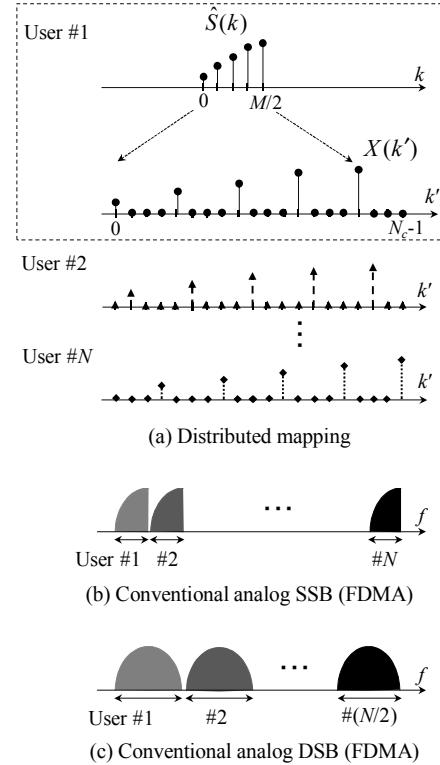 User #1
Ŝ(k)
k
0
M/2
X(k′)
k′
0
N_c-1
User #2
k′
User #N
k′
(a) Distributed mapping
f
User #1 #2 #N
(b) Conventional analog SSB (FDMA)
f
User #1 #2 #(N/2)
(c) Conventional analog DSB (FDMA)